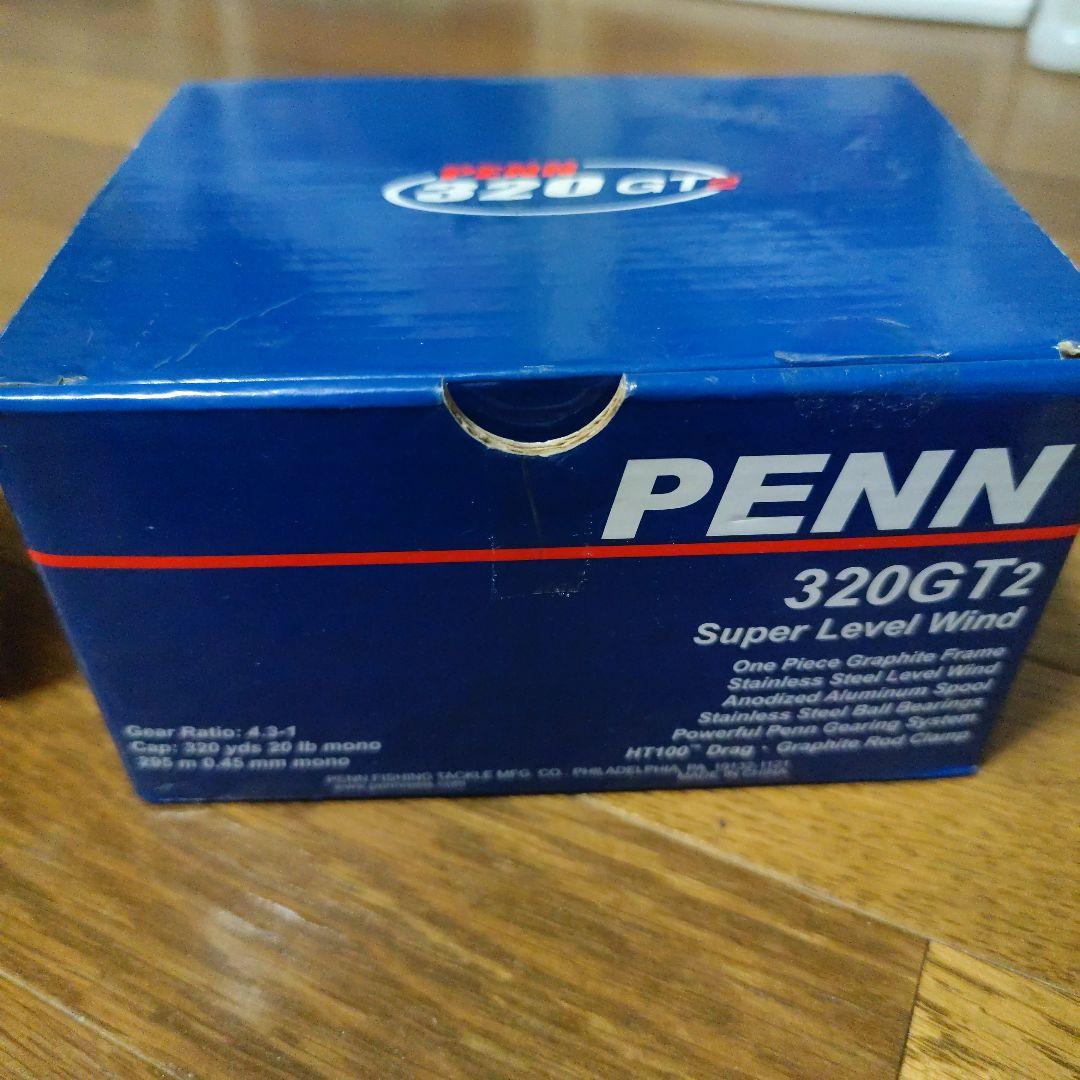 PENN
320 GT2
PENN
320GT2
Super Level Wind
One Piece Graphite Frame
Stainless Steel Level Wind
Anodized Aluminum Spool
Stainless Steel Ball Bearings
Powerful Penn Gearing System
HT100™ Drag · Graphite Rod Clamp
Gear Ratio: 4.3-1
Cap: 320 yds 20 lb mono
295 m 0.45 mm mono
PENN FISHING TACKLE MFG. CO. PHILADELPHIA, PA. 19132-1121
MADE IN CHINA